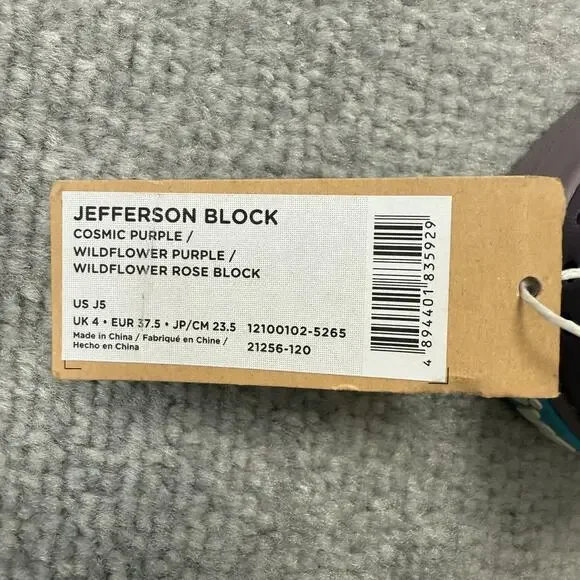 JEFFERSON BLOCK
COSMIC PURPLE /
WILDFLOWER PURPLE /
WILDFLOWER ROSE BLOCK
US J5
UK 4 • EUR 37.5 • JP/CM 23.5 12100102-5265
Made in China / Fabriqué en Chine / 21256-120
Hecho en China
4 894401 835929